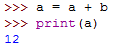 >>> a = a + b
>>> print(a)
12